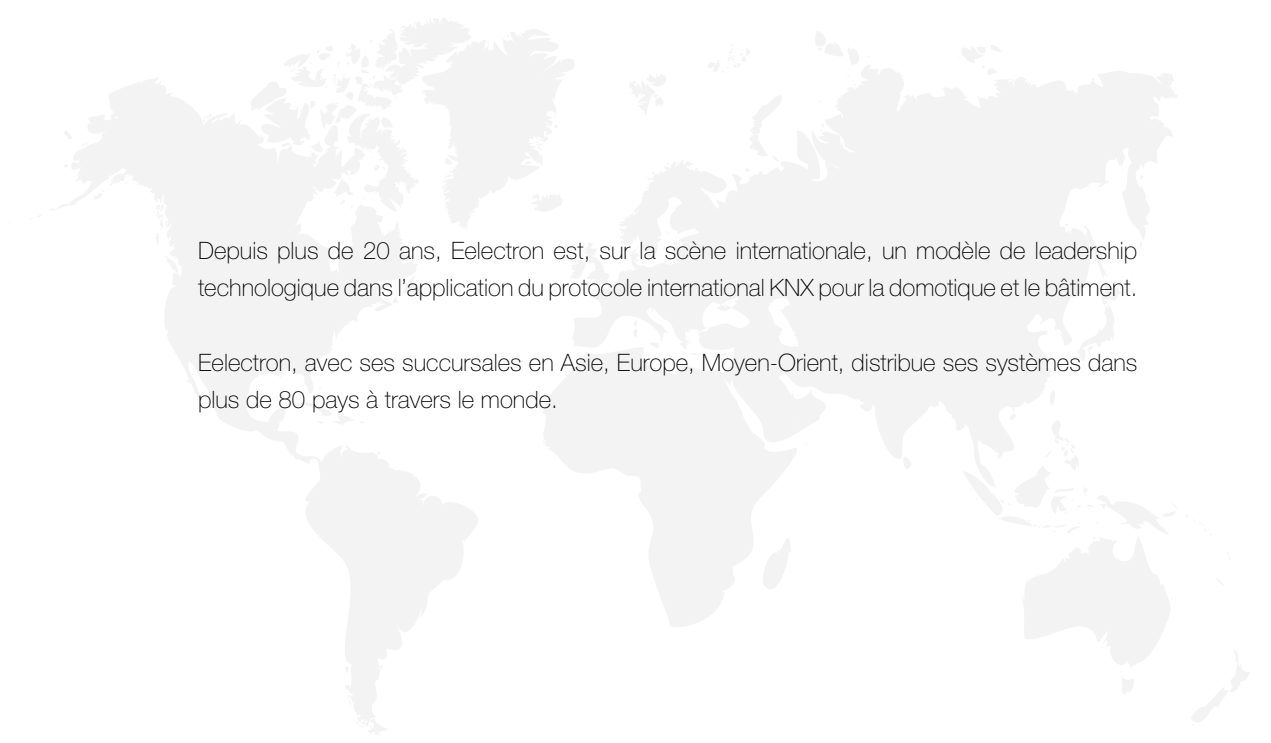 Depuis plus de 20 ans, Eelectron est, sur la scène internationale, un modèle de leadership
technologique dans l’application du protocole international KNX pour la domotique et le bâtiment.
Eelectron, avec ses succursales en Asie, Europe, Moyen-Orient, distribue ses systèmes dans
plus de 80 pays à travers le monde.